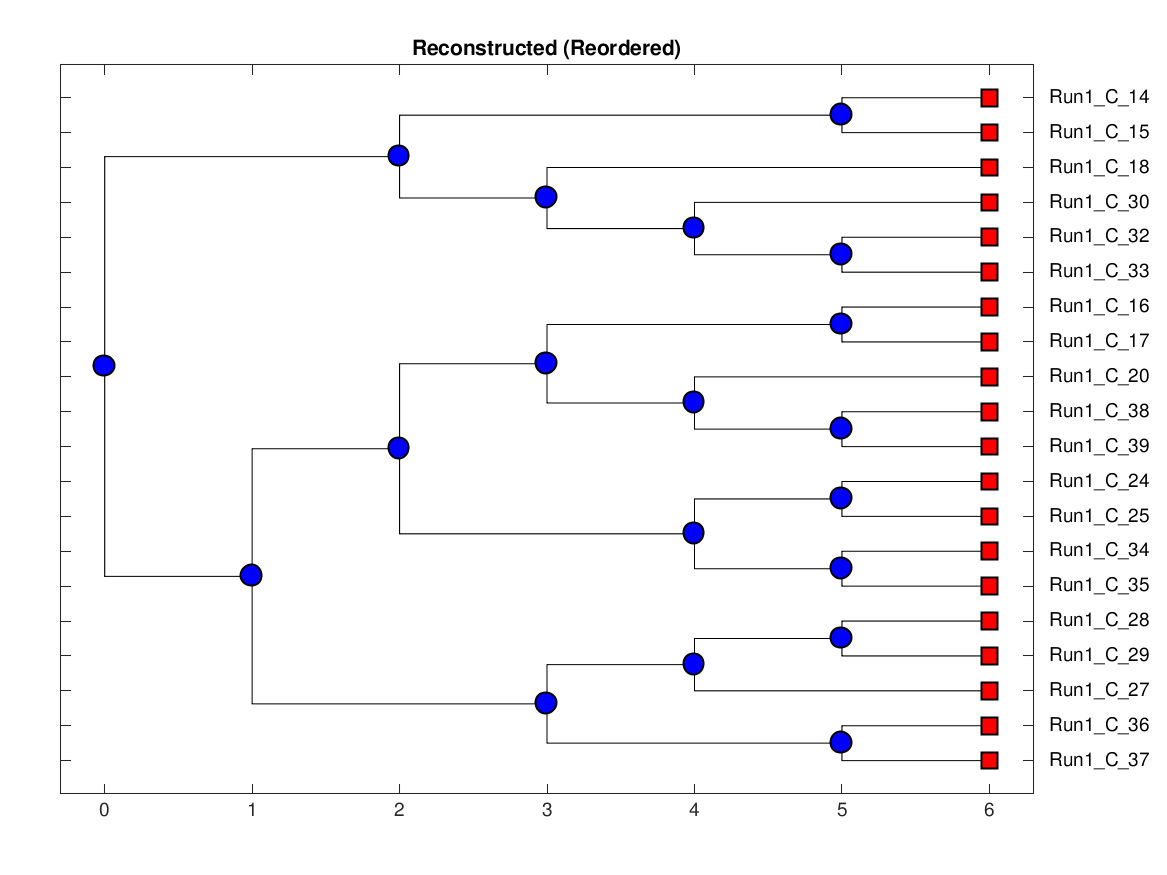 Reconstructed (Reordered)
Run1_C_14
Run1_C_15
Run1_C_18
Run1_C_30
Run1_C_32
Run1_C_33
Run1_C_16
Run1_C_17
Run1_C_20
Run1_C_38
Run1_C_39
Run1_C_24
Run1_C_25
Run1_C_34
Run1_C_35
Run1_C_28
Run1_C_29
Run1_C_27
Run1_C_36
Run1_C_37
0 1 2 3 4 5 6